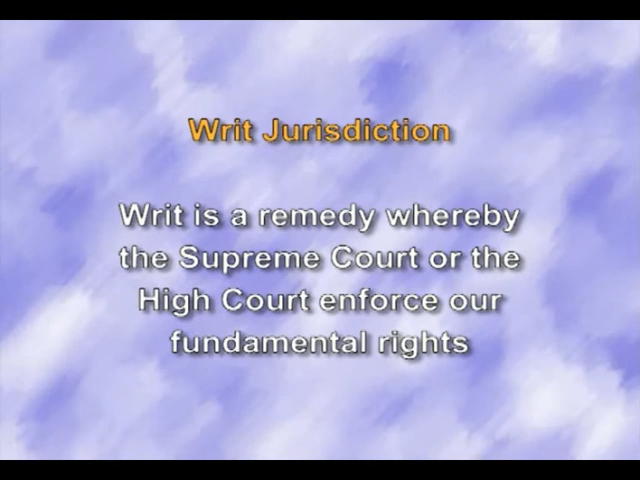 Writ Jurisdiction
Writ is a remedy whereby
the Supreme Court or the
High Court enforce our
fundamental rights